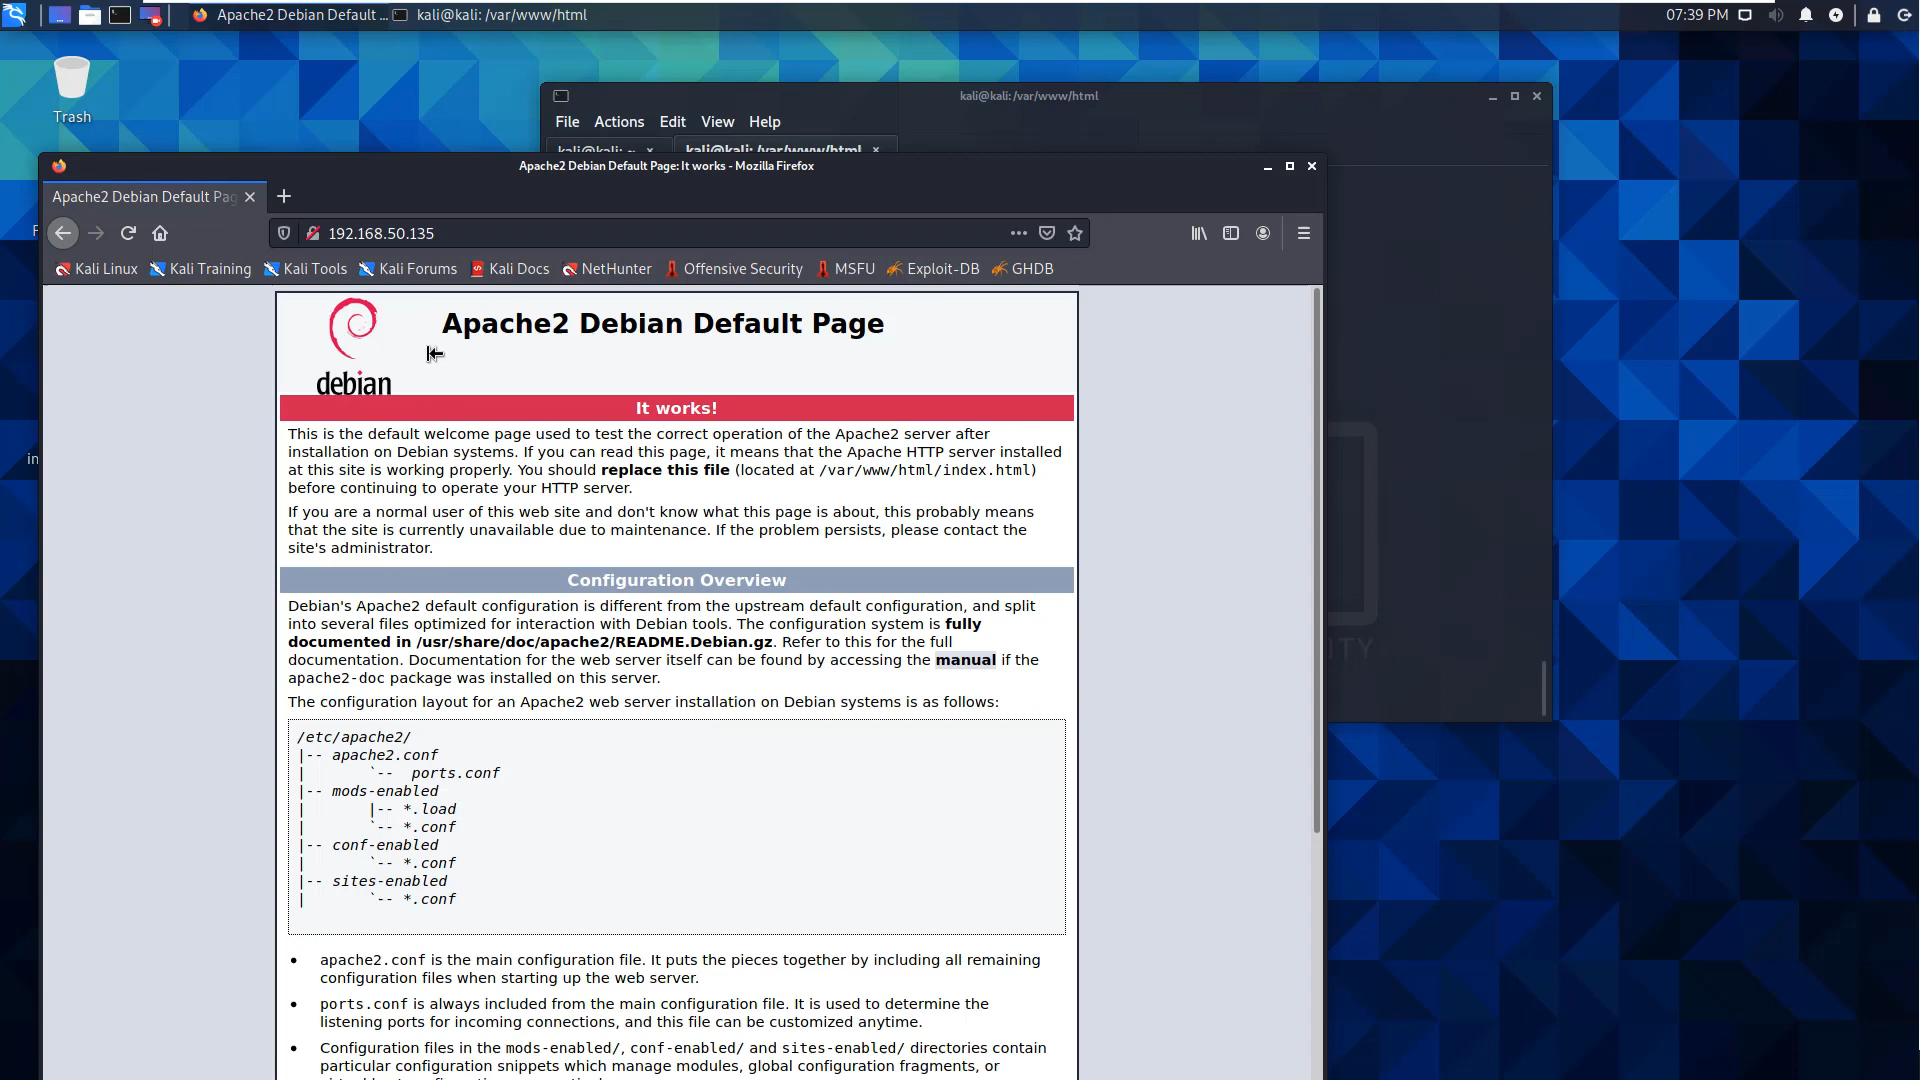 Apache2 Debian Default ...
kali@kali: /var/www/html
07:39 PM
Trash
kali@kali: /var/www/html
File Actions Edit View Help
kali@kali: ~
kali@kali: /var/www/html
Apache2 Debian Default Page: It works - Mozilla Firefox
Apache2 Debian Default Pag
192.168.50.135
Kali Linux Kali Training Kali Tools Kali Forums Kali Docs NetHunter Offensive Security MSFU Exploit-DB GHDB
debian
Apache2 Debian Default Page
It works!
This is the default welcome page used to test the correct operation of the Apache2 server after
installation on Debian systems. If you can read this page, it means that the Apache HTTP server installed
at this site is working properly. You should replace this file (located at /var/www/html/index.html)
before continuing to operate your HTTP server.
If you are a normal user of this web site and don't know what this page is about, this probably means
that the site is currently unavailable due to maintenance. If the problem persists, please contact the
site's administrator.
Configuration Overview
Debian's Apache2 default configuration is different from the upstream default configuration, and split
into several files optimized for interaction with Debian tools. The configuration system is fully
documented in /usr/share/doc/apache2/README.Debian.gz. Refer to this for the full
documentation. Documentation for the web server itself can be found by accessing the manual if the
apache2-doc package was installed on this server.
The configuration layout for an Apache2 web server installation on Debian systems is as follows:
/etc/apache2/
|-- apache2.conf
|       `--  ports.conf
|-- mods-enabled
|       |-- *.load
|       `-- *.conf
|-- conf-enabled
|       `-- *.conf
|-- sites-enabled
|       `-- *.conf
• apache2.conf is the main configuration file. It puts the pieces together by including all remaining
configuration files when starting up the web server.
• ports.conf is always included from the main configuration file. It is used to determine the
listening ports for incoming connections, and this file can be customized anytime.
• Configuration files in the mods-enabled/, conf-enabled/ and sites-enabled/ directories contain
particular configuration snippets which manage modules, global configuration fragments, or